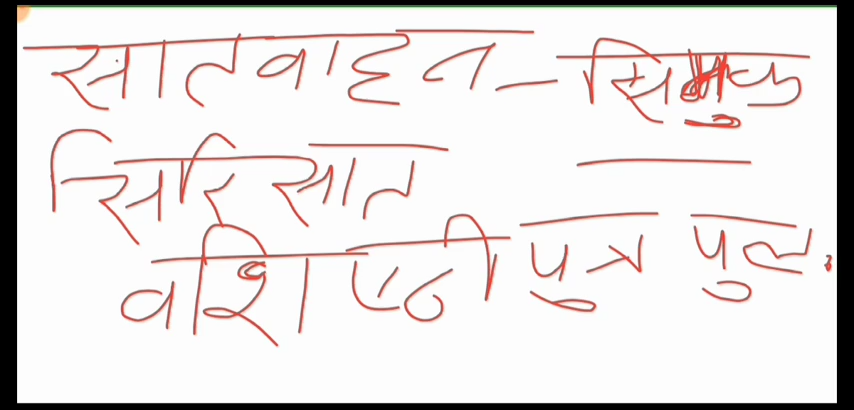 सातवाहन – सिमुक
सिरि सात
वशिष्ठी पुत्र पुल.